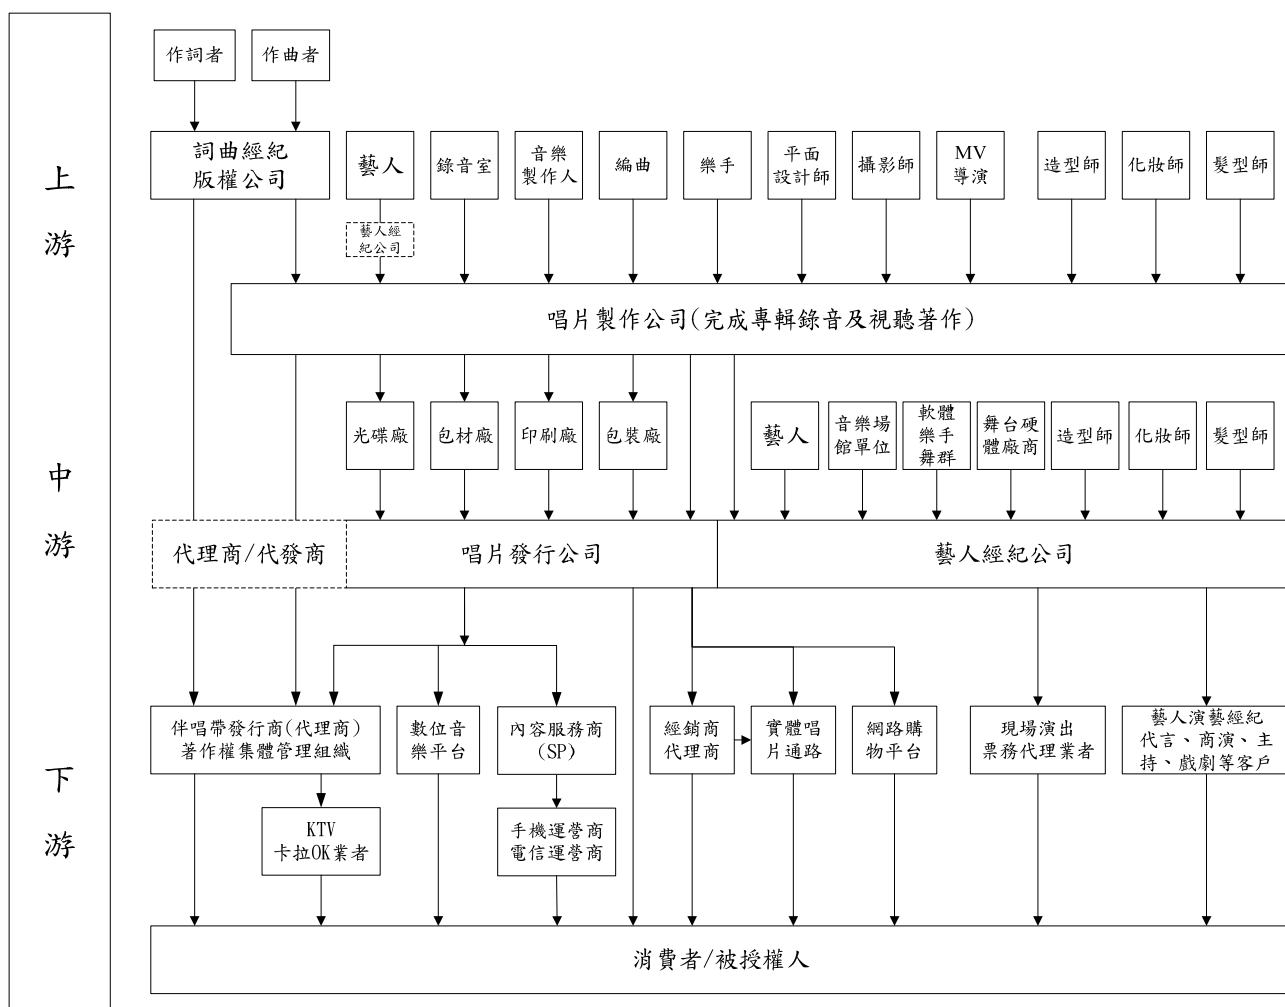 上
游
中
游
下
游
作詞者
作曲者
詞曲經紀
版權公司
藝人
錄音室
音樂
製作人
編曲
樂手
平面
設計師
攝影師
MV
導演
造型師
化妝師
髮型師
藝人經
紀公司
唱片製作公司(完成專輯錄音及視聽著作)
光碟廠
包材廠
印刷廠
包裝廠
藝人
音樂場
館單位
軟體
樂手
舞群
舞台硬
體廠商
造型師
化妝師
髮型師
代理商/代發商
唱片發行公司
藝人經紀公司
伴唱帶發行商(代理商)
著作權集體管理組織
數位音
樂平台
內容服務商
(SP)
經銷商
代理商
實體唱
片通路
網路購
物平台
現場演出
票務代理業者
藝人演藝經紀
代言、商演、主
持、戲劇等客戶
KTV
卡拉OK業者
手機運營商
電信運營商
消費者/被授權人